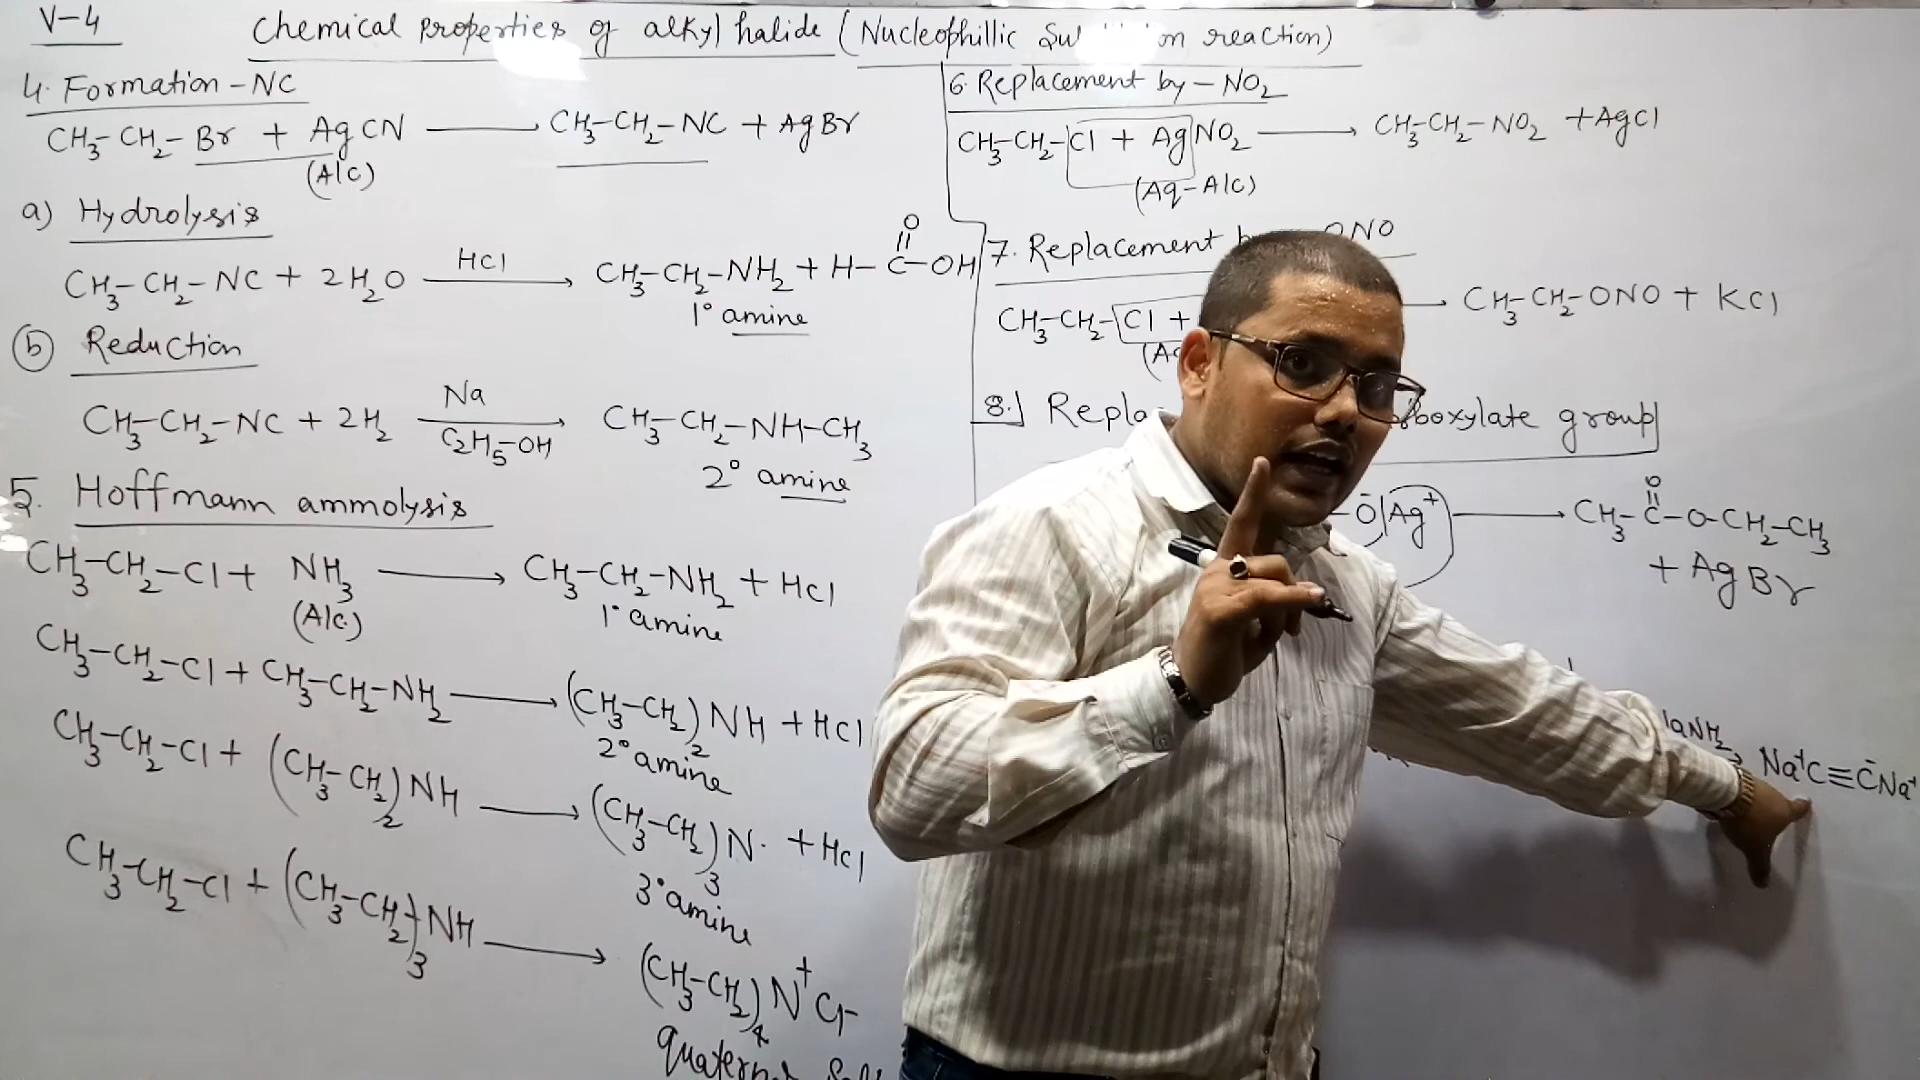 V-4
Chemical Properties of alkyl halide (Nucleophillic Su on reaction)
4. Formation -NC
CH3-CH2-Br + AgCN → CH3-CH2-NC + AgBr
(Alc)
a) Hydrolysis
CH3-CH2-NC + 2H2O HCl → CH3-CH2-NH2 + H-C-OH
O
1° amine
(b) Reduction
CH3-CH2-NC + 2H2 Na → CH3-CH2-NH-CH3
C2H5-OH
2° amine
5. Hoffmann ammolysis
CH3-CH2-Cl + NH3 → CH3-CH2-NH2 + HCl
(Alc)
1° amine
CH3-CH2-Cl + CH3-CH2-NH2 → (CH3-CH2)2NH + HCl
2° amine
CH3-CH2-Cl + (CH3-CH2)2NH → (CH3-CH2)3N. + HCl
3° amine
CH3-CH2-Cl + (CH3-CH2)3NH → (CH3-CH2)4N+Cl-
6. Replacement by -NO2
CH3-CH2-Cl + AgNO2 → CH3-CH2-NO2 + AgCl
(Aq-Alc)
7. Replacement ONO
CH3-CH2-Cl + → CH3-CH2-ONO + KCl
8.] group
-Ō Ag+ → CH3-C-O-CH2-CH3
O
+ AgBr
Na+C≡C̄Na+